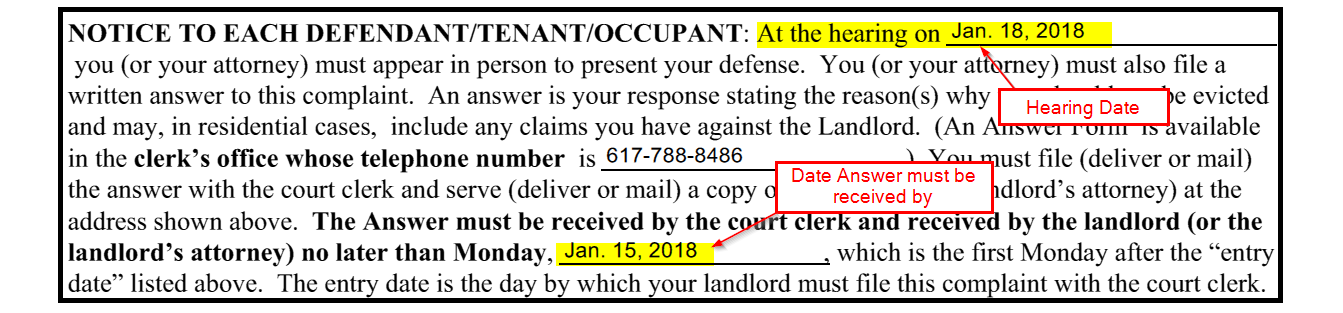 NOTICE TO EACH DEFENDANT/TENANT/OCCUPANT: At the hearing on Jan. 18, 2018
you (or your attorney) must appear in person to present your defense. You (or your attorney) must also file a
written answer to this complaint. An answer is your response stating the reason(s) why be evicted
Hearing Date
and may, in residential cases, include any claims you have against the Landlord. (An Answer Form is available
in the clerk's office whose telephone number is 617-788-8486 ). You must file (deliver or mail)
Date Answer must be
received by
the answer with the court clerk and serve (deliver or mail) a copy landlord's attorney) at the
address shown above. The Answer must be received by the court clerk and received by the landlord (or the
landlord's attorney) no later than Monday, Jan. 15, 2018, which is the first Monday after the “entry
date” listed above. The entry date is the day by which your landlord must file this complaint with the court clerk.